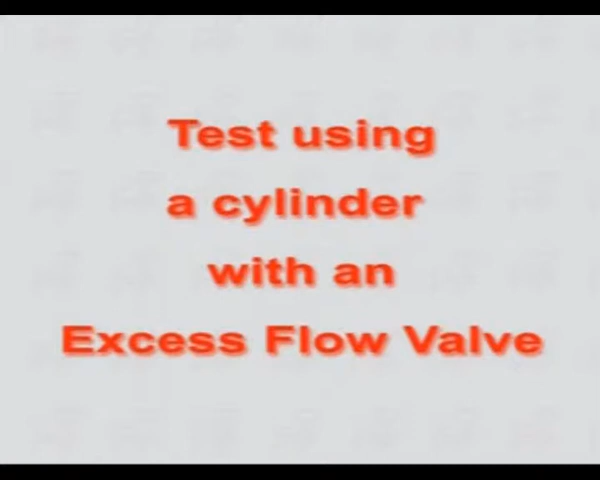 Test using
a cylinder
with an
Excess Flow Valve